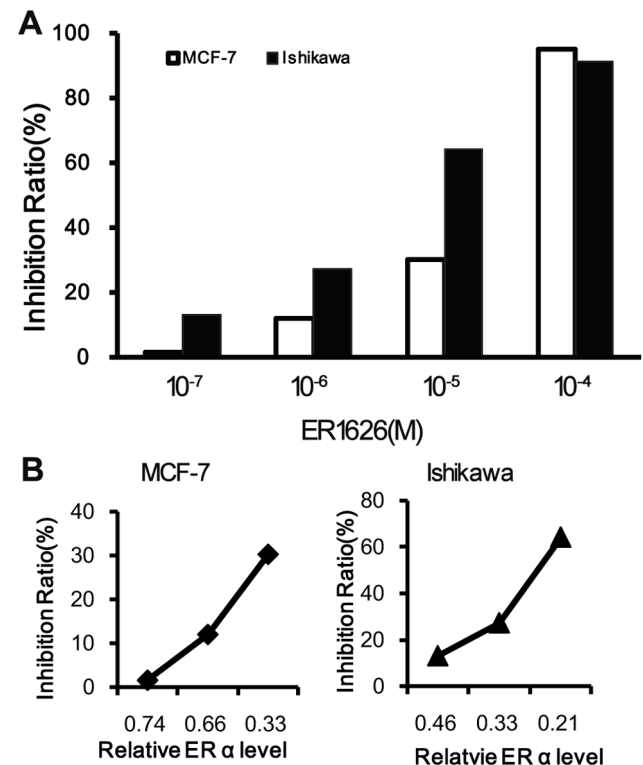 A
MCF-7 Ishikawa
Inhibition Ratio(%)
100
80
60
40
20
0
10-7 10-6 10-5 10-4
ER1626(M)
B
MCF-7
Inhibition Ratio(%)
40
30
20
10
0
0.74 0.66 0.33
Relative ER α level
Ishikawa
Inhibition Ratio(%)
80
60
40
20
0
0.46 0.33 0.21
Relatvie ER α level